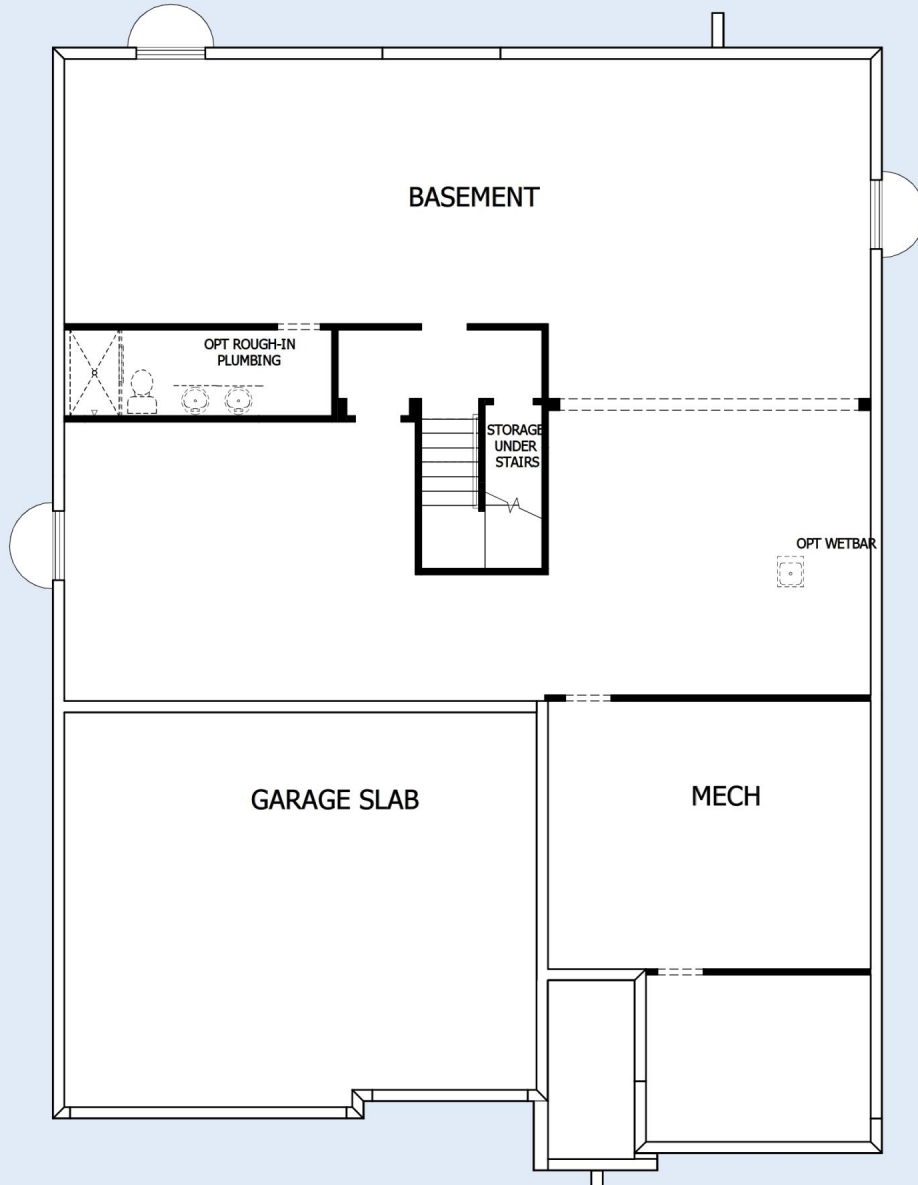 BASEMENT
OPT ROUGH-IN
PLUMBING
STORAGE
UNDER
STAIRS
OPT WETBAR
GARAGE SLAB
MECH